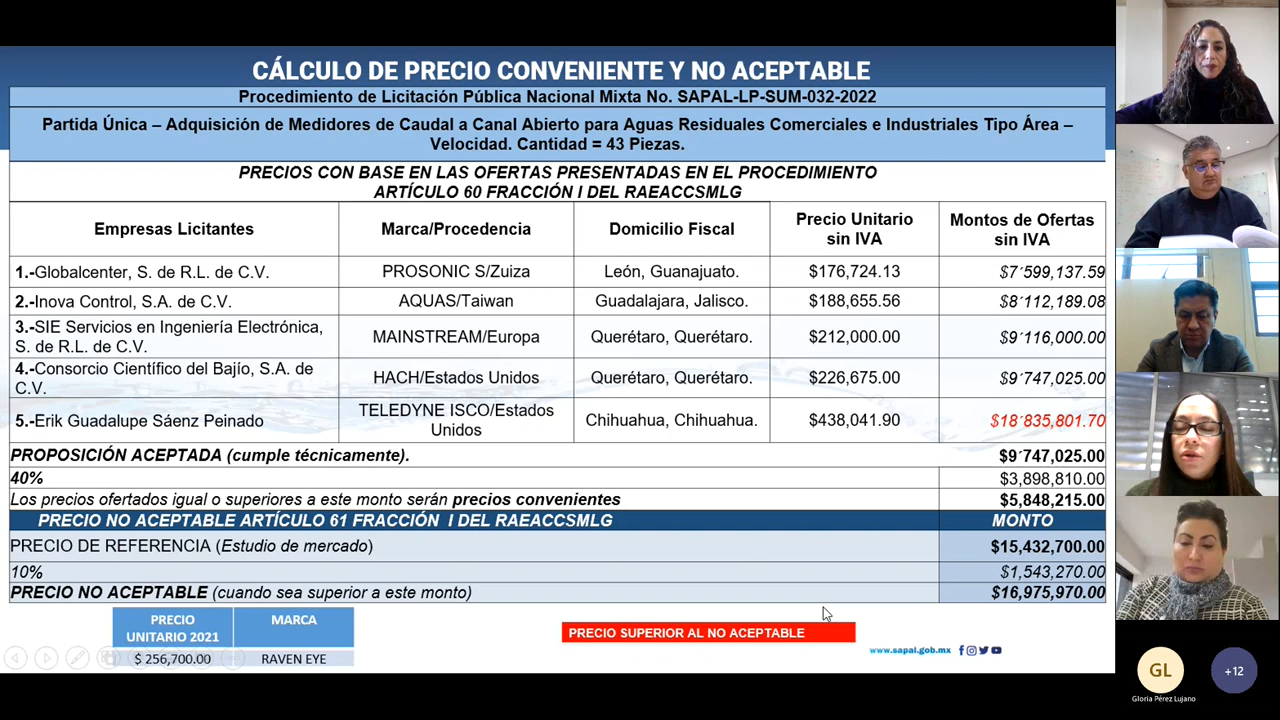 CÁLCULO DE PRECIO CONVENIENTE Y NO ACEPTABLE
Procedimiento de Licitación Pública Nacional Mixta No. SAPAL-LP-SUM-032-2022
Partida Única – Adquisición de Medidores de Caudal a Canal Abierto para Aguas Residuales Comerciales e Industriales Tipo Área –
Velocidad. Cantidad = 43 Piezas.
PRECIOS CON BASE EN LAS OFERTAS PRESENTADAS EN EL PROCEDIMIENTO
ARTÍCULO 60 FRACCIÓN I DEL RAEACCSMLG
Empresas Licitantes Marca/Procedencia Domicilio Fiscal Precio Unitario sin IVA Montos de Ofertas sin IVA
1.-Globalcenter, S. de R.L. de C.V. PROSONIC S/Zuiza León, Guanajuato. $176,724.13 $7´599,137.59
2.-Inova Control, S.A. de C.V. AQUAS/Taiwan Guadalajara, Jalisco. $188,655.56 $8´112,189.08
3.-SIE Servicios en Ingeniería Electrónica,
S. de R.L. de C.V. MAINSTREAM/Europa Querétaro, Querétaro. $212,000.00 $9´116,000.00
4.-Consorcio Científico del Bajío, S.A. de
C.V. HACH/Estados Unidos Querétaro, Querétaro. $226,675.00 $9´747,025.00
5.-Erik Guadalupe Sáenz Peinado TELEDYNE ISCO/Estados Unidos Chihuahua, Chihuahua. $438,041.90 $18´835,801.70
PROPOSICIÓN ACEPTADA (cumple técnicamente). $9´747,025.00
40% $3,898,810.00
Los precios ofertados igual o superiores a este monto serán precios convenientes $5,848,215.00
PRECIO NO ACEPTABLE ARTÍCULO 61 FRACCIÓN I DEL RAEACCSMLG MONTO
PRECIO DE REFERENCIA (Estudio de mercado) $15,432,700.00
10% $1,543,270.00
PRECIO NO ACEPTABLE (cuando sea superior a este monto) $16,975,970.00
PRECIO
UNITARIO 2021 MARCA
$ 256,700.00 RAVEN EYE
PRECIO SUPERIOR AL NO ACEPTABLE
www.sapal.gob.mx
GL
Gloria Pérez Lujano
+12